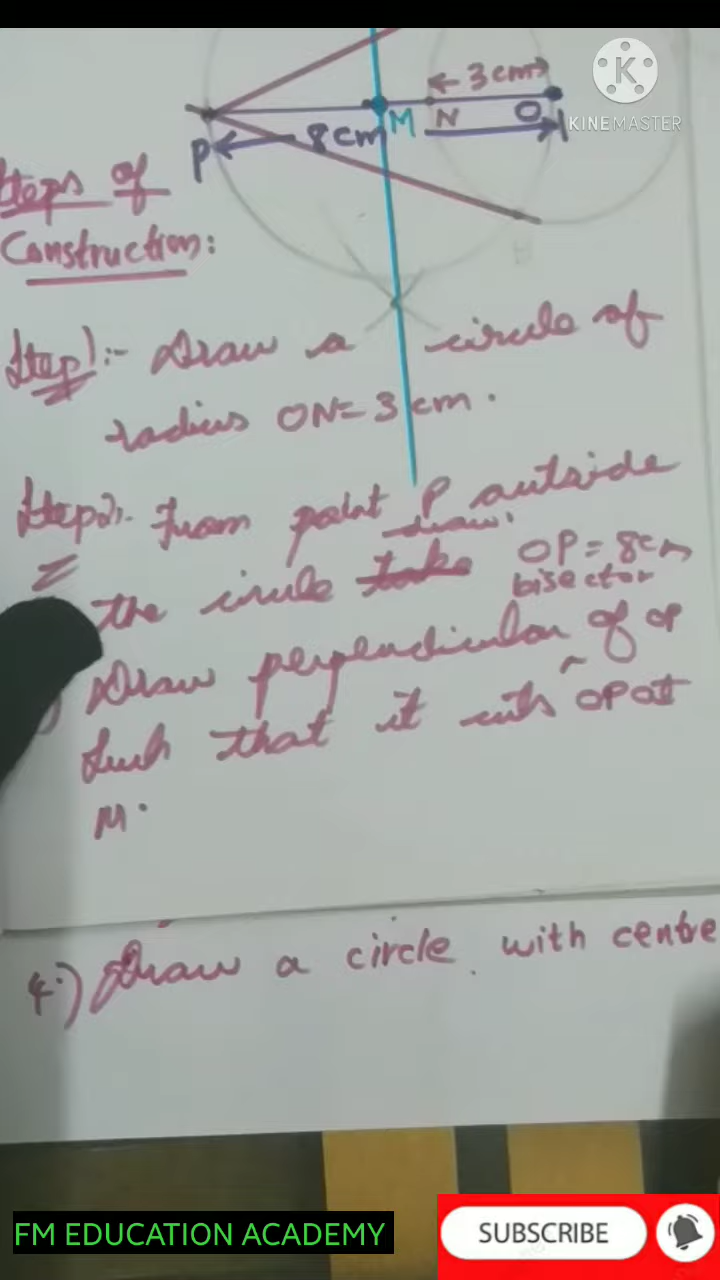 K
KINEMASTER
3cm
M N O
P 8cm
Steps of
Construction:
Step1:- Draw a circle of
radius ON=3cm.
Step2:- From point P outside
draw
the circle take OP=8cm
bisector
Draw perpendicular of OP
Such that it cuts OP at
M.
4.) Draw a circle with centre
FM EDUCATION ACADEMY
SUBSCRIBE